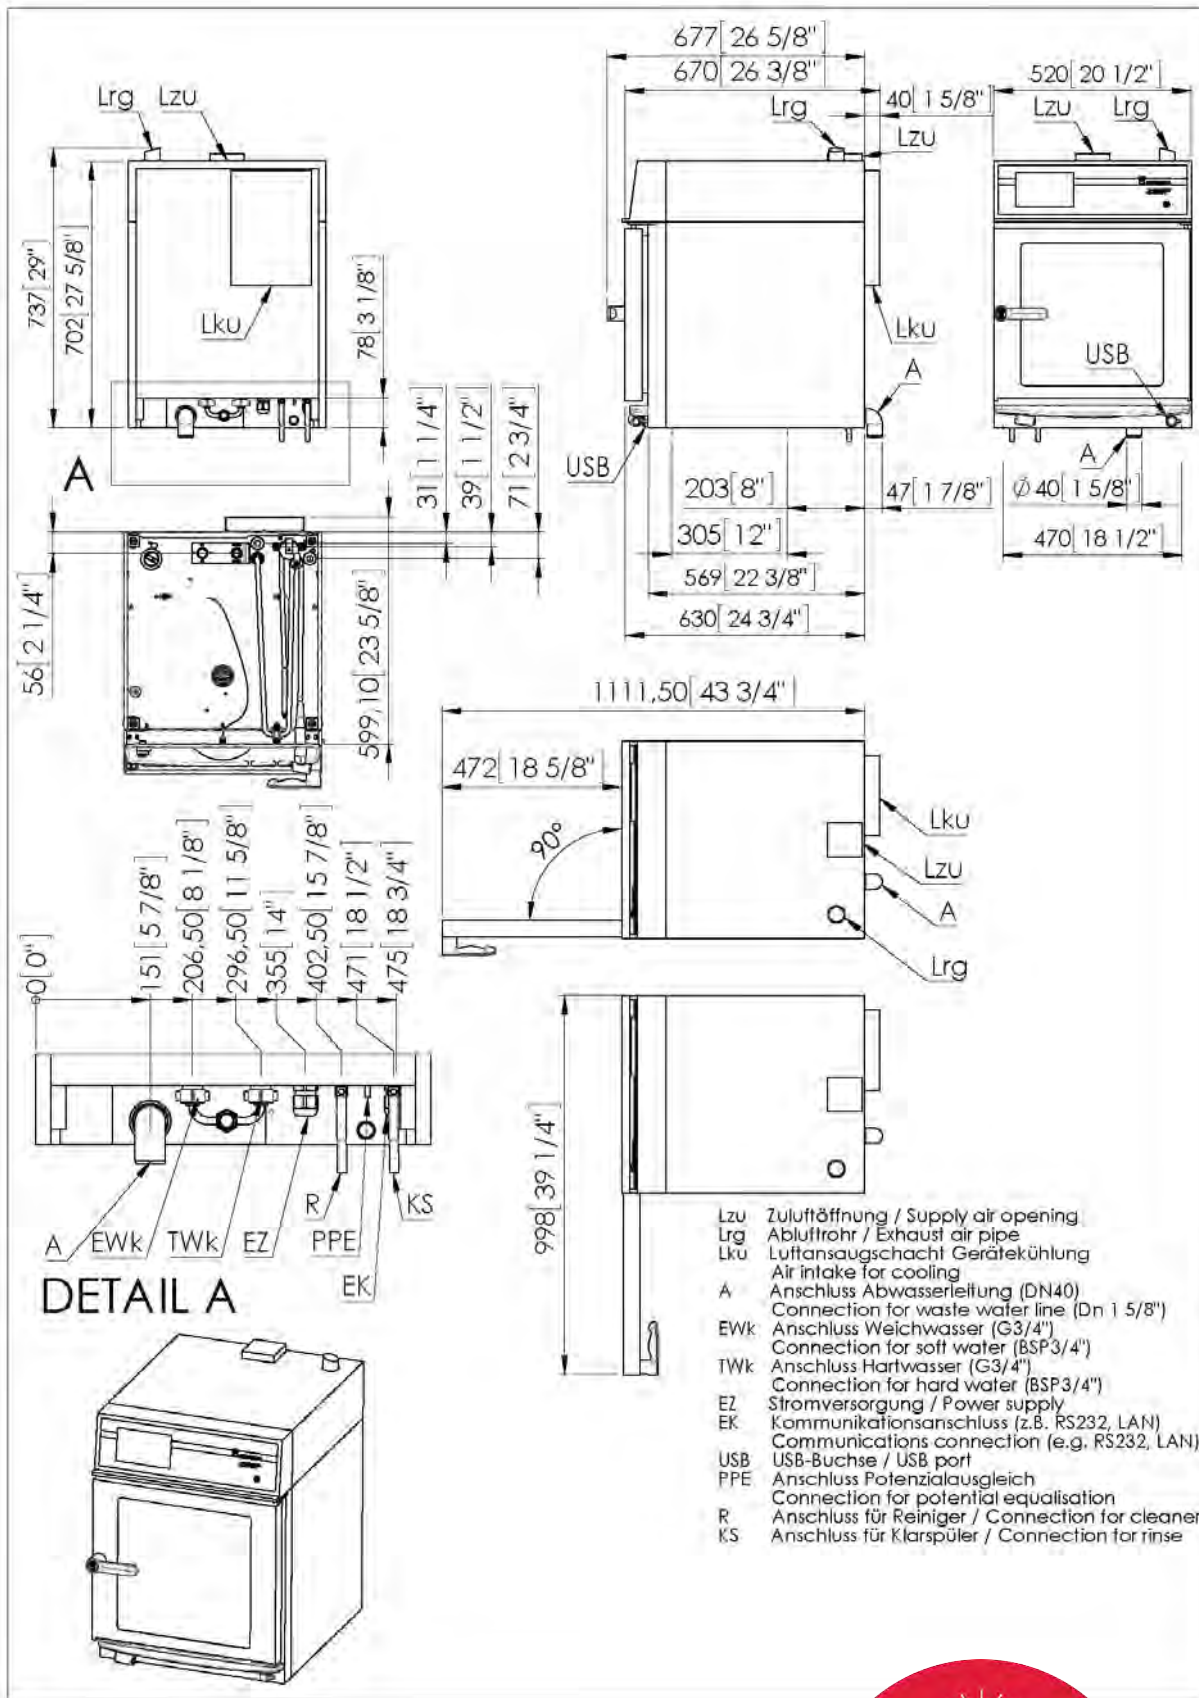 677[26 5/8"]
670[26 3/8"]
520[20 1/2"]
40[1 5/8"]
Lrg
Lzu
Lrg
Lzu
Lzu
Lrg
737[29"]
702[27 5/8"]
78[3 1/8"]
Lku
Lku
A
USB
USB
A
A
31[1 1/4"]
39[1 1/2"]
71[2 3/4"]
203[8"]
47[1 7/8"]
Ø40[1 5/8"]
305[12"]
470[18 1/2"]
569[22 3/8"]
630[24 3/4"]
56[2 1/4"]
599,10[23 5/8"]
1111,50[43 3/4"]
472[18 5/8"]
90°
Lku
Lzu
A
Lrg
0[0"]
151[5 7/8"]
206,50[8 1/8"]
296,50[11 5/8"]
355[14"]
402,50[15 7/8"]
471[18 1/2"]
475[18 3/4"]
998[39 1/4"]
A
EWk
TWk
EZ
R
PPE
EK
KS
DETAIL A
Lzu Zuluftöffnung / Supply air opening
Lrg Abluftrohr / Exhaust air pipe
Lku Luftansaugschacht Gerätekühlung
Air intake for cooling
A Anschluss Abwasserleitung (DN40)
Connection for waste water line (Dn 1 5/8")
EWk Anschluss Weichwasser (G3/4")
Connection for soft water (BSP3/4")
TWk Anschluss Hartwasser (G3/4")
Connection for hard water (BSP3/4")
EZ Stromversorgung / Power supply
EK Kommunikationsanschluss (z.B. RS232, LAN)
Communications connection (e.g. RS232, LAN)
USB USB-Buchse / USB port
PPE Anschluss Potenzialausgleich
Connection for potential equalisation
R Anschluss für Reiniger / Connection for cleaner
KS Anschluss für Klarspüler / Connection for rinse